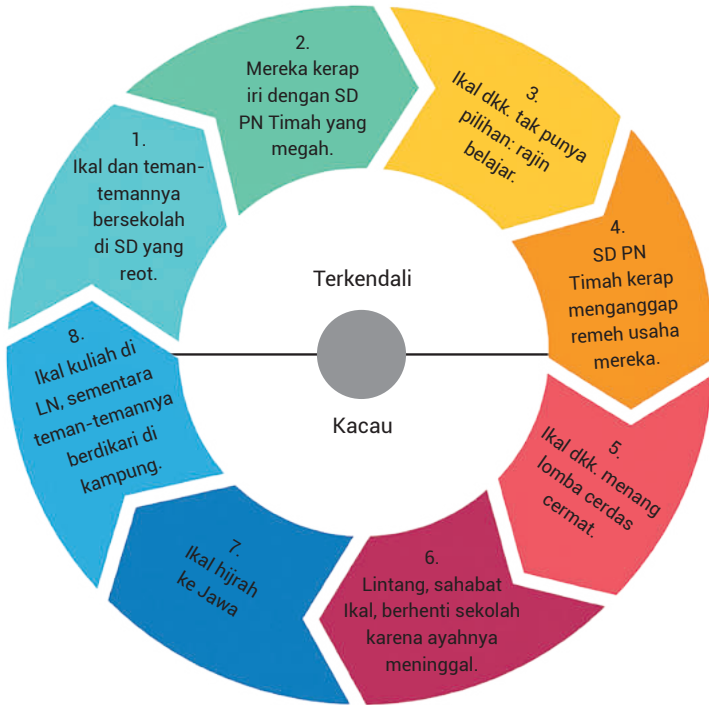 1.
Ikal dan teman-
temannya
bersekolah
di SD yang
reot.
2.
Mereka kerap
iri dengan SD
PN Timah yang
megah.
3.
Ikal dkk. tak punya
pilihan: rajin
belajar.
4.
SD PN
Timah kerap
menganggap
remeh usaha
mereka.
5.
Ikal dkk. menang
lomba cerdas
cermat.
6.
Lintang, sahabat
Ikal, berhenti sekolah
karena ayahnya
meninggal.
7.
Ikal hijrah
ke Jawa
8.
Ikal kuliah di
LN, sementara
teman-temannya
berdikari di
kampung.
Terkendali
Kacau